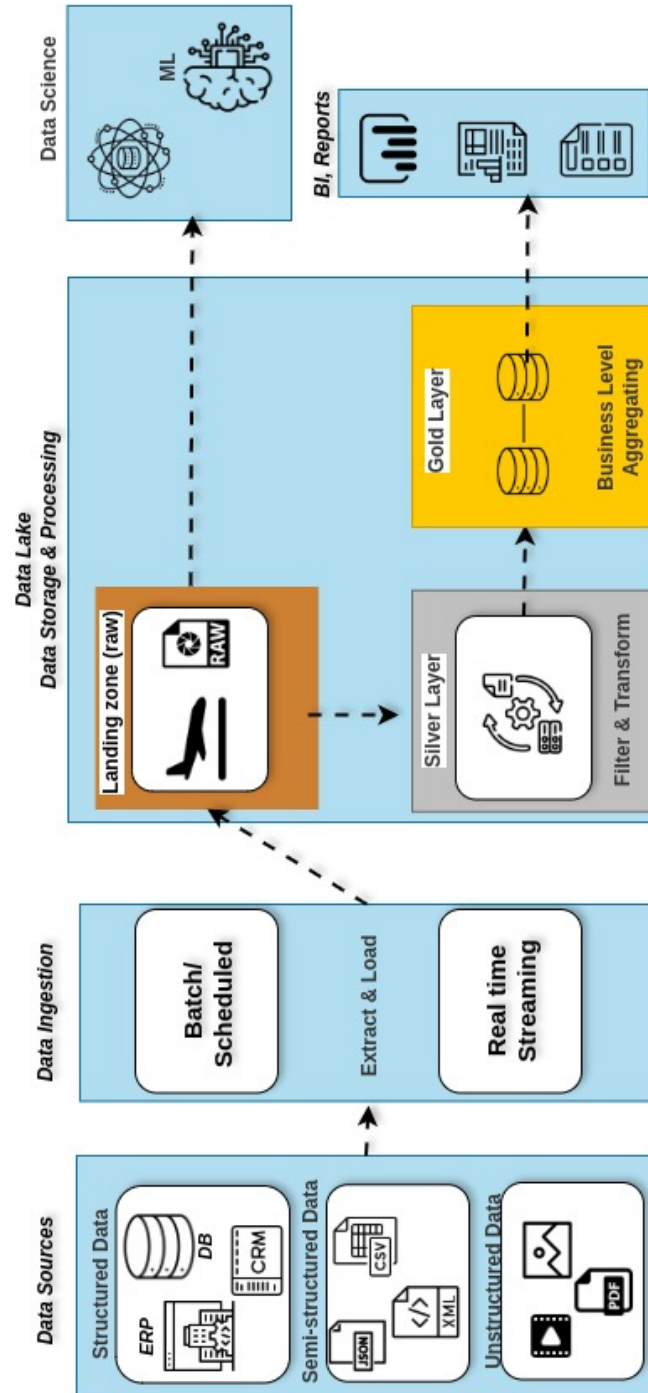 Data Sources
Structured Data
ERP
DB
CRM
Semi-structured Data
JSON
CSV
XML
Unstructured Data
PDF
Data Ingestion
Batch/
Scheduled
Extract & Load
Real time
Streaming
Data Lake
Data Storage & Processing
Landing zone (raw)
RAW
Silver Layer
Filter & Transform
Gold Layer
Business Level
Aggregating
Data Science
ML
BI, Reports